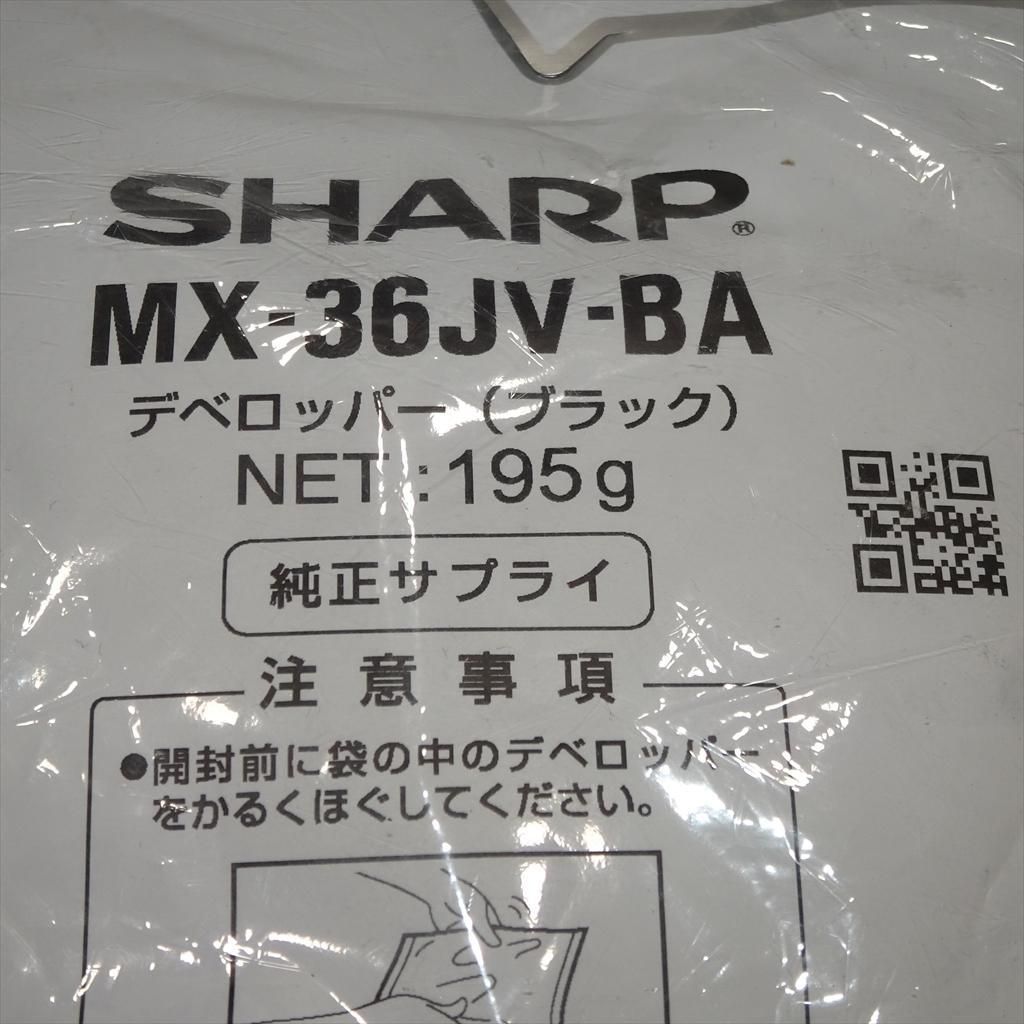 SHARP®
MX-36JV-BA
デベロッパー（ブラック）
NET:195g
純正サプライ
注意事項
●開封前に袋の中のデベロッパー
をかるくほぐしてください。